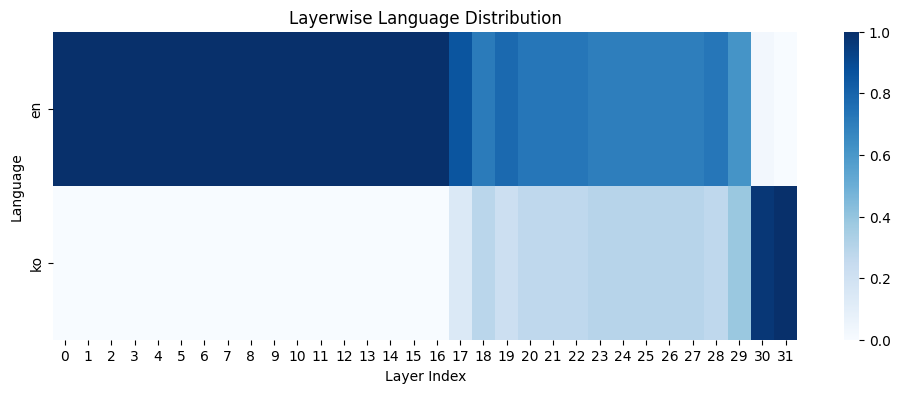 Layerwise Language Distribution
Language
en
ko
0 1 2 3 4 5 6 7 8 9 10 11 12 13 14 15 16 17 18 19 20 21 22 23 24 25 26 27 28 29 30 31
Layer Index
1.0
0.8
0.6
0.4
0.2
0.0